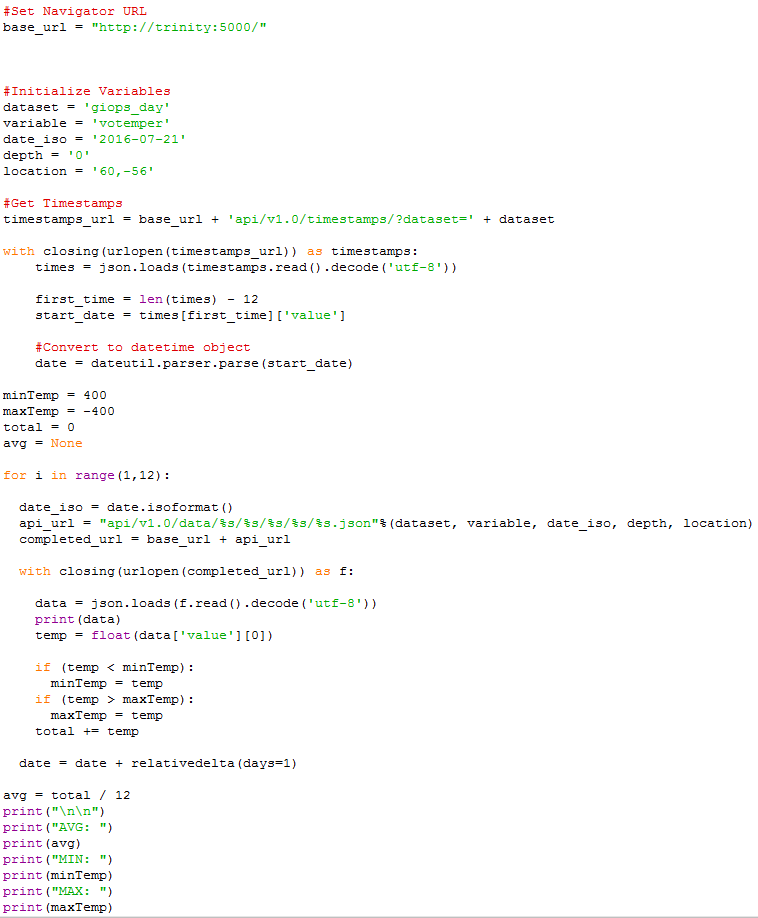 #Set Navigator URL
base_url = "http://trinity:5000/"
#Initialize Variables
dataset = 'giops_day'
variable = 'votemper'
date_iso = '2016-07-21'
depth = '0'
location = '60,-56'
#Get Timestamps
timestamps_url = base_url + 'api/v1.0/timestamps/?dataset=' + dataset
with closing(urlopen(timestamps_url)) as timestamps:
    times = json.loads(timestamps.read().decode('utf-8'))
    first_time = len(times) - 12
    start_date = times[first_time]['value']
    #Convert to datetime object
    date = dateutil.parser.parse(start_date)
minTemp = 400
maxTemp = -400
total = 0
avg = None
for i in range(1,12):
  date_iso = date.isoformat()
  api_url = "api/v1.0/data/%s/%s/%s/%s/%s.json"%(dataset, variable, date_iso, depth, location)
  completed_url = base_url + api_url
  with closing(urlopen(completed_url)) as f:
    data = json.loads(f.read().decode('utf-8'))
    print(data)
    temp = float(data['value'][0])
    if (temp < minTemp):
      minTemp = temp
    if (temp > maxTemp):
      maxTemp = temp
    total += temp
  date = date + relativedelta(days=1)
avg = total / 12
print("\n\n")
print("AVG: ")
print(avg)
print("MIN: ")
print(minTemp)
print("MAX: ")
print(maxTemp)